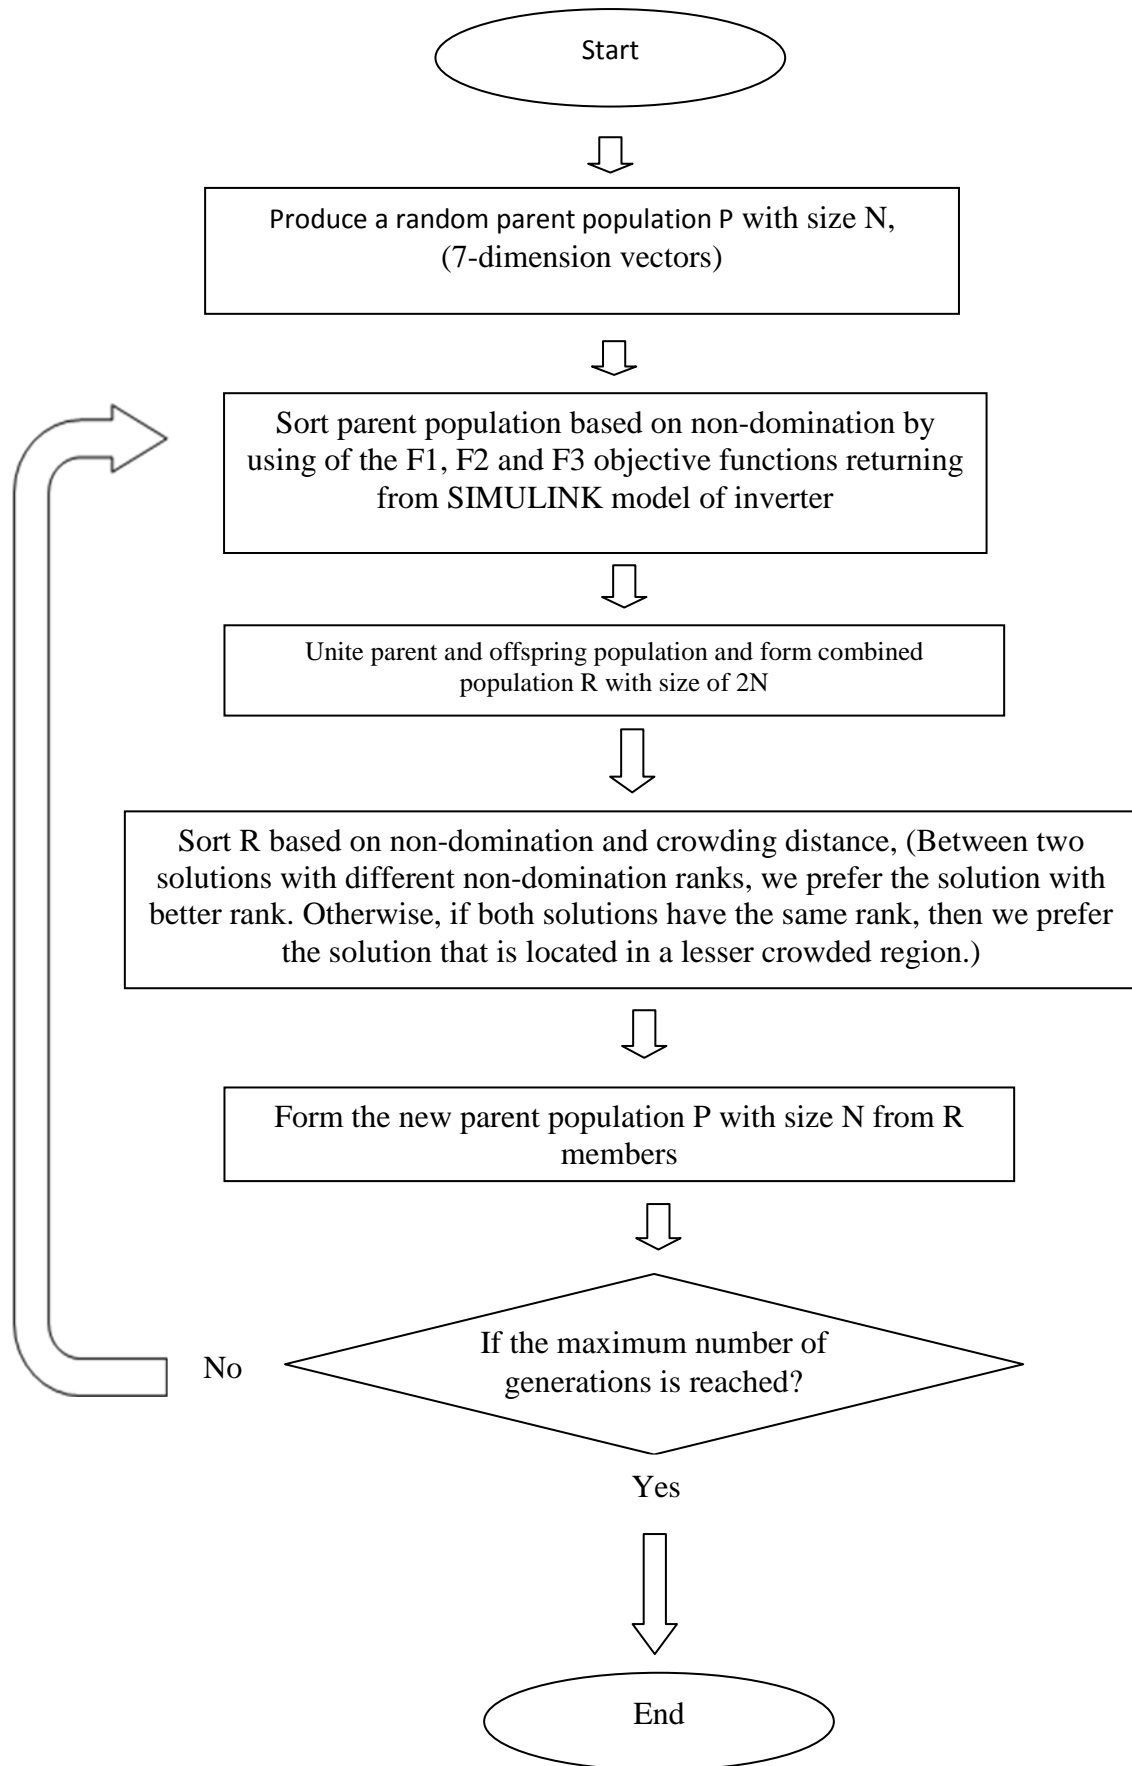 Start
Produce a random parent population P with size N,
(7-dimension vectors)
Sort parent population based on non-domination by
using of the F1, F2 and F3 objective functions returning
from SIMULINK model of inverter
Unite parent and offspring population and form combined
population R with size of 2N
Sort R based on non-domination and crowding distance, (Between two
solutions with different non-domination ranks, we prefer the solution with
better rank. Otherwise, if both solutions have the same rank, then we prefer
the solution that is located in a lesser crowded region.)
Form the new parent population P with size N from R
members
If the maximum number of
generations is reached?
No
Yes
End